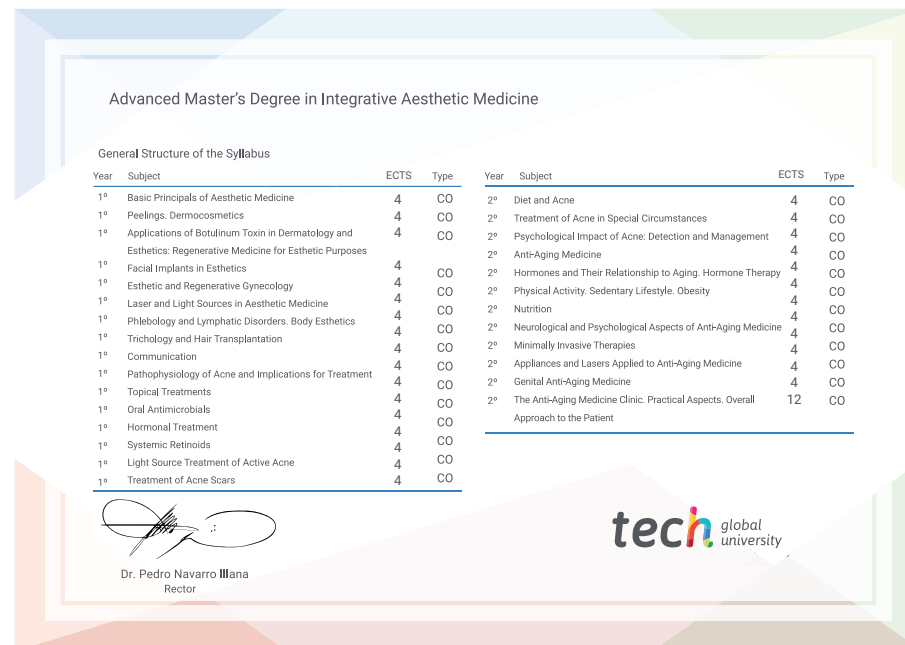 Advanced Master's Degree in Integrative Aesthetic Medicine
General Structure of the Syllabus
Year Subject ECTS Type
1º Basic Principals of Aesthetic Medicine 4 CO
1º Peelings. Dermocosmetics 4 CO
1º Applications of Botulinum Toxin in Dermatology and 4 CO
Esthetics: Regenerative Medicine for Esthetic Purposes
1º Facial Implants in Esthetics 4 CO
1º Esthetic and Regenerative Gynecology 4 CO
1º Laser and Light Sources in Aesthetic Medicine 4 CO
1º Phlebology and Lymphatic Disorders. Body Esthetics 4 CO
1º Trichology and Hair Transplantation 4 CO
1º Communication 4 CO
1º Pathophysiology of Acne and Implications for Treatment 4 CO
1º Topical Treatments 4 CO
1º Oral Antimicrobials 4 CO
1º Hormonal Treatment 4 CO
1º Systemic Retinoids 4 CO
1º Light Source Treatment of Active Acne 4 CO
1º Treatment of Acne Scars 4 CO
Year Subject ECTS Type
2º Diet and Acne 4 CO
2º Treatment of Acne in Special Circumstances 4 CO
2º Psychological Impact of Acne: Detection and Management 4 CO
2º Anti-Aging Medicine 4 CO
2º Hormones and Their Relationship to Aging. Hormone Therapy 4 CO
2º Physical Activity. Sedentary Lifestyle. Obesity 4 CO
2º Nutrition 4 CO
2º Neurological and Psychological Aspects of Anti-Aging Medicine 4 CO
2º Minimally Invasive Therapies 4 CO
2º Appliances and Lasers Applied to Anti-Aging Medicine 4 CO
2º Genital Anti-Aging Medicine 4 CO
2º The Anti-Aging Medicine Clinic. Practical Aspects. Overall 12 CO
Approach to the Patient
Dr. Pedro Navarro Illana
Rector
tech global
university